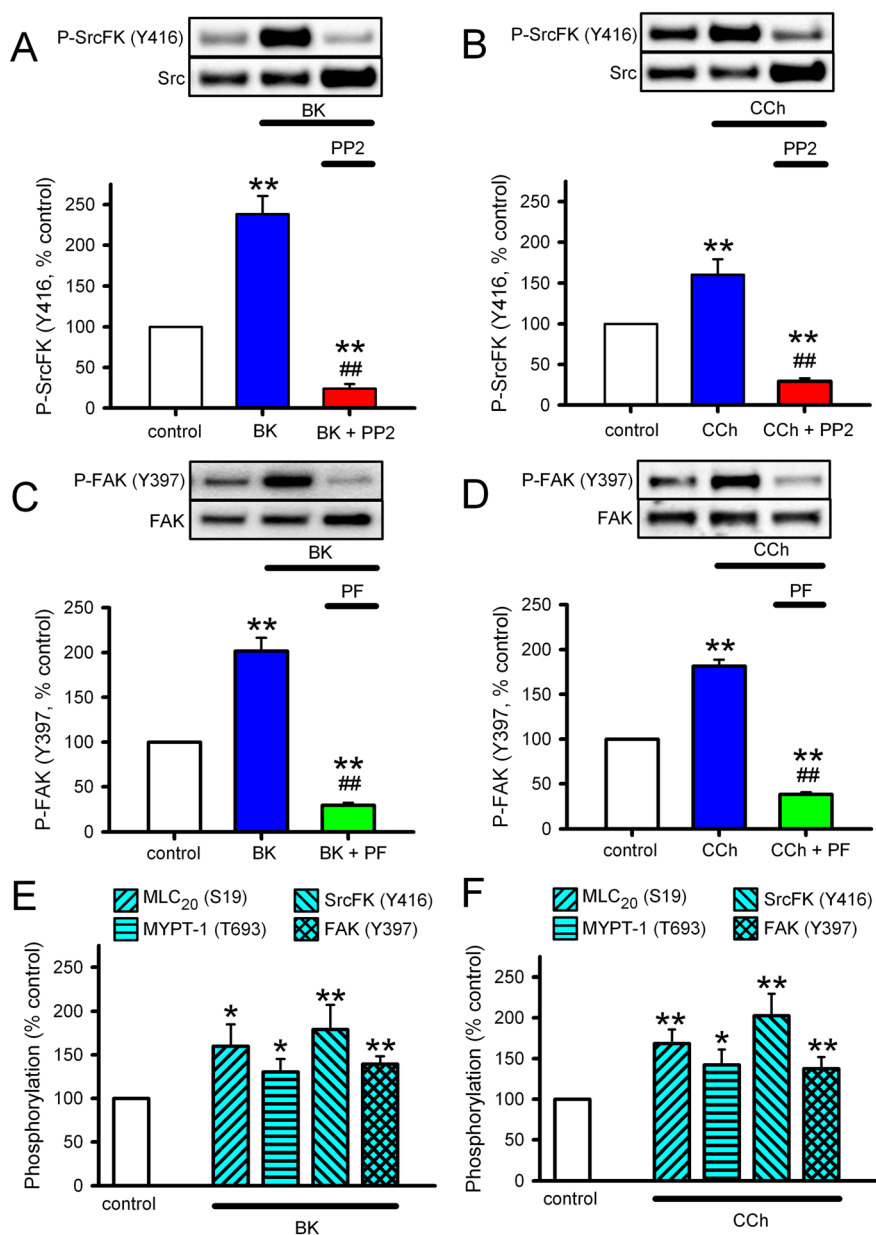 A
P-SrcFK (Y416)
Src
BK
PP2
P-SrcFK (Y416, % control)
250
200
150
100
50
0
**
**
##
control
BK
BK + PP2
B
P-SrcFK (Y416)
Src
CCh
PP2
P-SrcFK (Y416, % control)
250
200
150
100
50
0
**
**
##
control
CCh
CCh + PP2
C
P-FAK (Y397)
FAK
BK
PF
P-FAK (Y397, % control)
250
200
150
100
50
0
**
**
##
control
BK
BK + PF
D
P-FAK (Y397)
FAK
CCh
PF
P-FAK (Y397, % control)
250
200
150
100
50
0
**
**
##
control
CCh
CCh + PF
E
MLC20 (S19)
SrcFK (Y416)
MYPT-1 (T693)
FAK (Y397)
Phosphorylation (% control)
250
200
150
100
50
0
*
*
**
**
control
BK
F
MLC20 (S19)
SrcFK (Y416)
MYPT-1 (T693)
FAK (Y397)
Phosphorylation (% control)
250
200
150
100
50
0
**
*
**
**
control
CCh